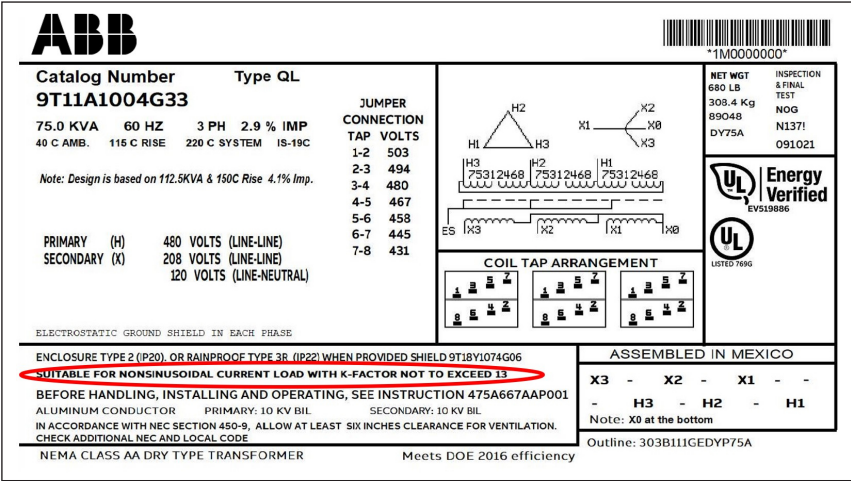 ABB
*1M0000000*
Catalog Number Type QL
9T11A1004G33
75.0 KVA 60 HZ 3 PH 2.9 % IMP
40 C AMB. 115 C RISE 220 C SYSTEM IS-19C
Note: Design is based on 112.5KVA & 150C Rise 4.1% Imp.
PRIMARY (H) 480 VOLTS (LINE-LINE)
SECONDARY (X) 208 VOLTS (LINE-LINE)
120 VOLTS (LINE-NEUTRAL)
ELECTROSTATIC GROUND SHIELD IN EACH PHASE
JUMPER
CONNECTION
TAP VOLTS
1-2 503
2-3 494
3-4 480
4-5 467
5-6 458
6-7 445
7-8 431
H2
H1 H3
X2
X1 X0
X3
H3 H2 H1
75312468 75312468 75312468
ES X3 X2 X1 X0
COIL TAP ARRANGEMENT
1 3 5 7 1 3 5 7
8 6 4 2 8 6 4 2
NET WGT
680 LB
308.4 Kg
89048
DY75A
INSPECTION
& FINAL
TEST
NOG
N137!
091021
UL Energy
Verified
EV519886
UL
LISTED 769G
ENCLOSURE TYPE 2 (IP20). OR RAINPROOF TYPE 3R (IP22) WHEN PROVIDED SHIELD 9T18Y1074G06
SUITABLE FOR NONSINUSOIDAL CURRENT LOAD WITH K-FACTOR NOT TO EXCEED 13
BEFORE HANDLING, INSTALLING AND OPERATING, SEE INSTRUCTION 475A667AAP001
ALUMINUM CONDUCTOR PRIMARY: 10 KV BIL SECONDARY: 10 KV BIL
IN ACCORDANCE WITH NEC SECTION 450-9, ALLOW AT LEAST SIX INCHES CLEARANCE FOR VENTILATION.
CHECK ADDITIONAL NEC AND LOCAL CODE
NEMA CLASS AA DRY TYPE TRANSFORMER Meets DOE 2016 efficiency
ASSEMBLED IN MEXICO
X3 - X2 - X1 - -
- H3 - H2 - H1
Note: X0 at the bottom
Outline: 303B111GEDYP75A